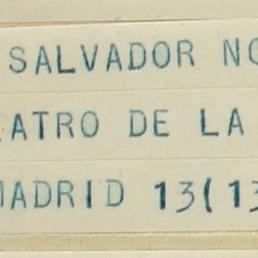 SALVADOR NO
EATRO DE LA
MADRID 13(13